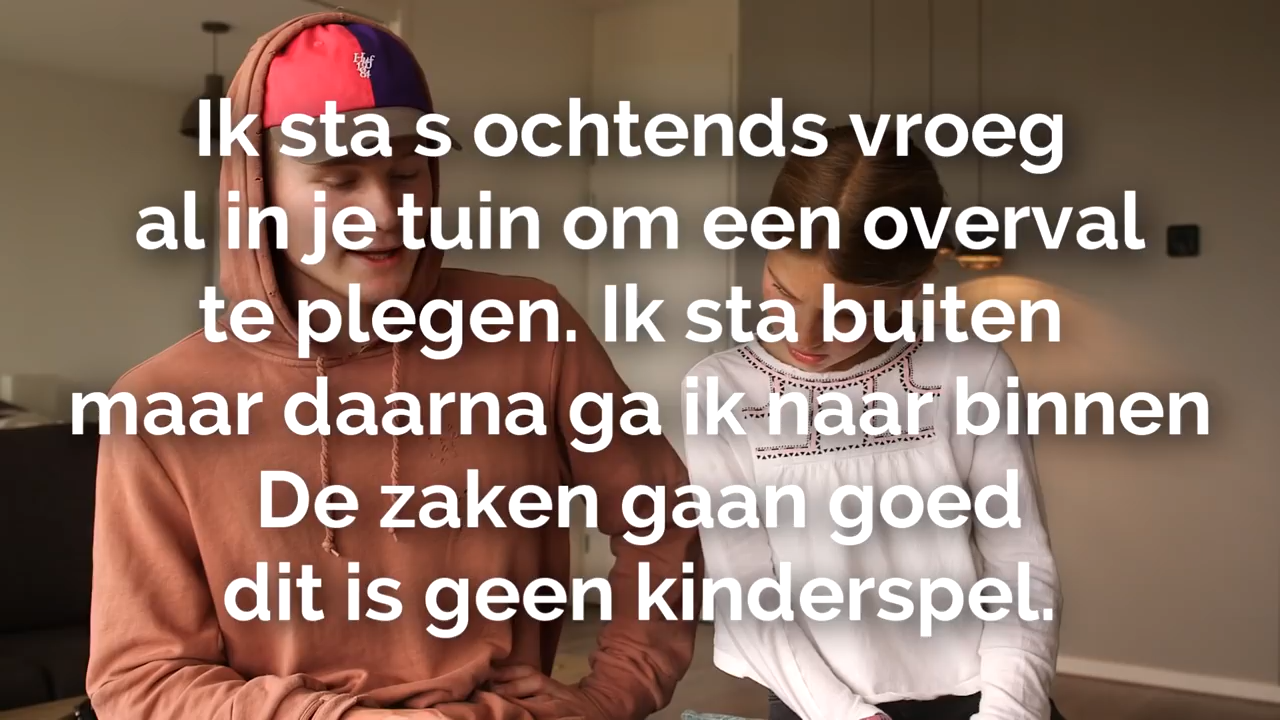 Ik sta s ochtends vroeg
al in je tuin om een overval
te plegen. Ik sta buiten
maar daarna ga ik naar binnen
De zaken gaan goed
dit is geen kinderspel.